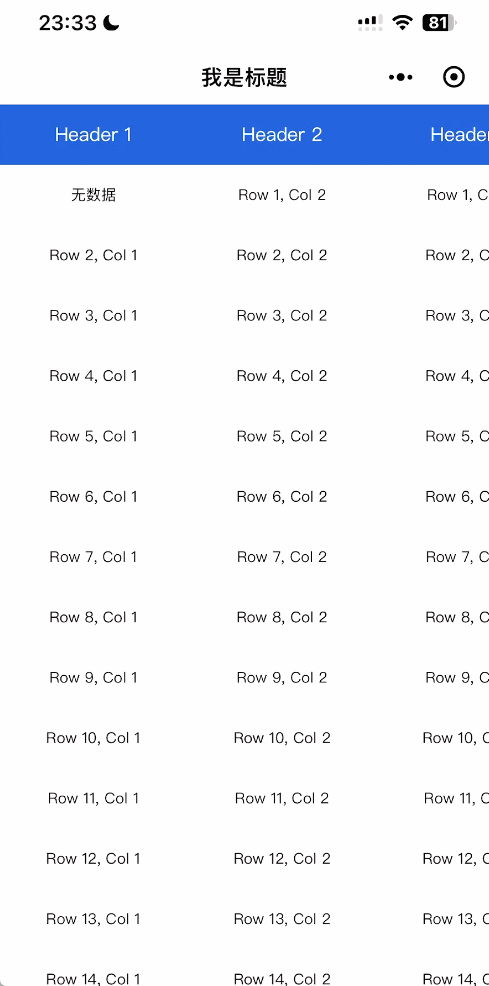 23:33 81
我是标题
Header 1 Header 2 Header
无数据 Row 1, Col 2 Row 1, C
Row 2, Col 1 Row 2, Col 2 Row 2, C
Row 3, Col 1 Row 3, Col 2 Row 3, C
Row 4, Col 1 Row 4, Col 2 Row 4, C
Row 5, Col 1 Row 5, Col 2 Row 5, C
Row 6, Col 1 Row 6, Col 2 Row 6, C
Row 7, Col 1 Row 7, Col 2 Row 7, C
Row 8, Col 1 Row 8, Col 2 Row 8, C
Row 9, Col 1 Row 9, Col 2 Row 9, C
Row 10, Col 1 Row 10, Col 2 Row 10, C
Row 11, Col 1 Row 11, Col 2 Row 11, C
Row 12, Col 1 Row 12, Col 2 Row 12, C
Row 13, Col 1 Row 13, Col 2 Row 13, C
Row 14, Col 1 Row 14, Col 2 Row 14, C